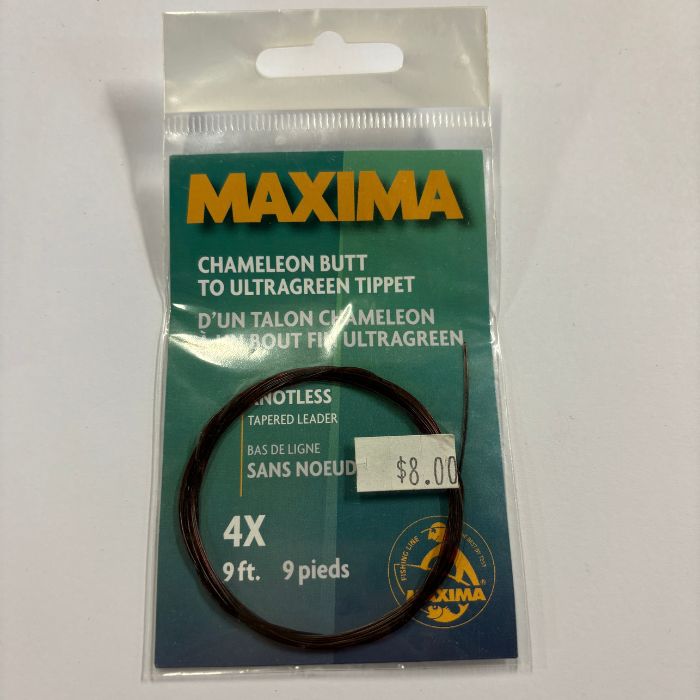 MAXIMA
CHAMELEON BUTT
TO ULTRAGREEN TIPPET
D'UN TALON CHAMELEON
À UN BOUT FIN ULTRAGREEN
KNOTLESS
TAPERED LEADER
BAS DE LIGNE
SANS NOEUD
$8.00
4X
9 ft. 9 pieds
FISHING LINE
MAXIMA
®